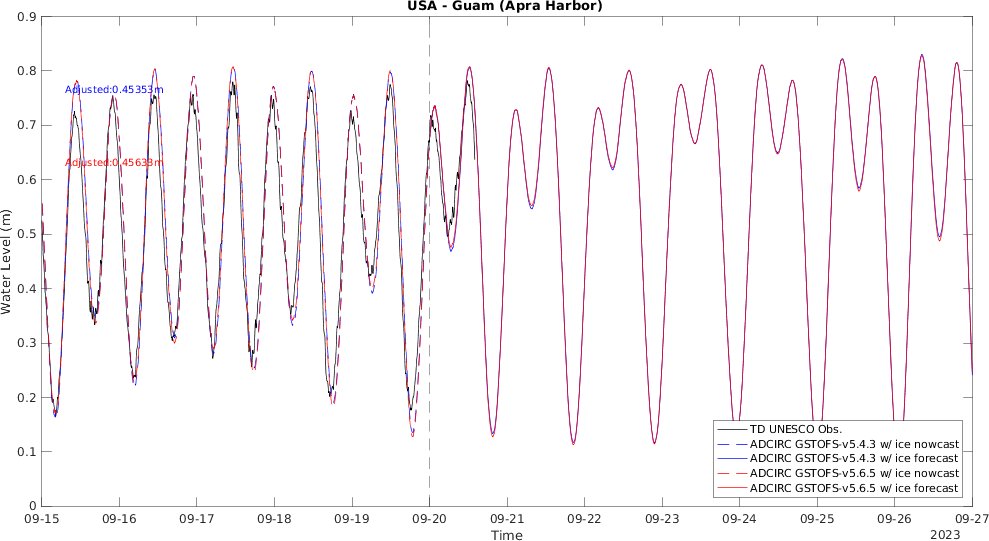 USA - Guam (Apra Harbor)
0.9
0.8
0.7
0.6
0.5
0.4
0.3
0.2
0.1
0
Water Level (m)
Adjusted:0.45353m
Adjusted:0.45633m
TD UNESCO Obs.
ADCIRC GSTOFS-v5.4.3 w/ ice nowcast
ADCIRC GSTOFS-v5.4.3 w/ ice forecast
ADCIRC GSTOFS-v5.6.5 w/ ice nowcast
ADCIRC GSTOFS-v5.6.5 w/ ice forecast
09-15 09-16 09-17 09-18 09-19 09-20 09-21 09-22 09-23 09-24 09-25 09-26 09-27
Time
2023